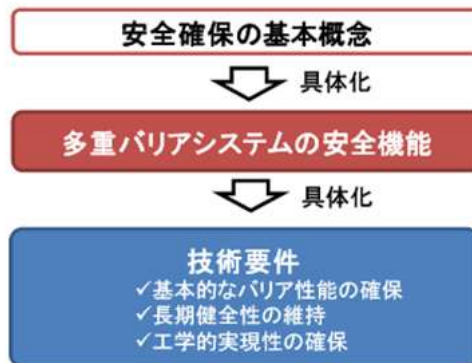 安全確保の基本概念
具体化
多重バリアシステムの安全機能
具体化
技術要件
✓基本的なバリア性能の確保
✓長期健全性の維持
✓工学的実現性の確保